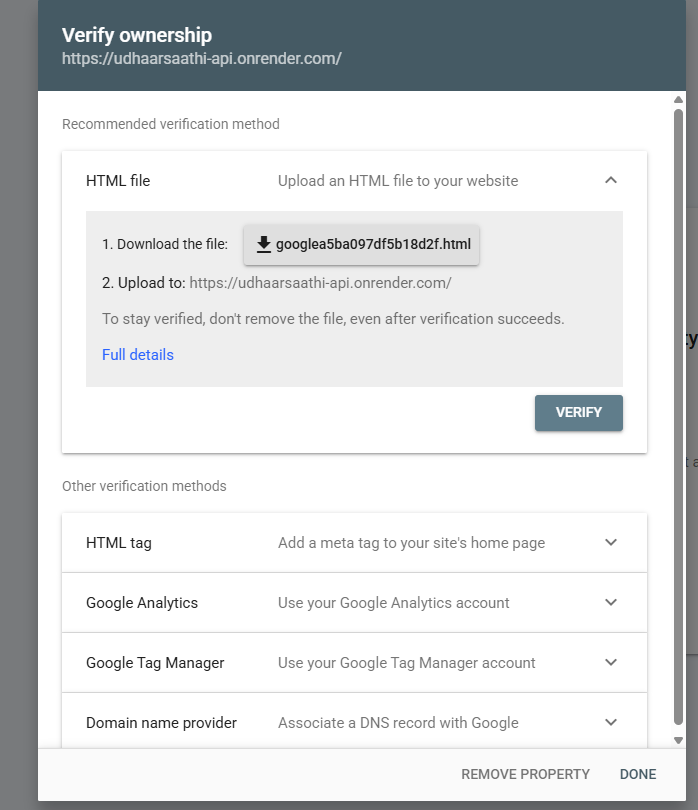 Verify ownership
https://udhaarsaathi-api.onrender.com/
Recommended verification method
HTML file Upload an HTML file to your website
1. Download the file: googlea5ba097df5b18d2f.html
2. Upload to: https://udhaarsaathi-api.onrender.com/
To stay verified, don't remove the file, even after verification succeeds.
Full details
VERIFY
Other verification methods
HTML tag Add a meta tag to your site's home page
Google Analytics Use your Google Analytics account
Google Tag Manager Use your Google Tag Manager account
Domain name provider Associate a DNS record with Google
REMOVE PROPERTY DONE